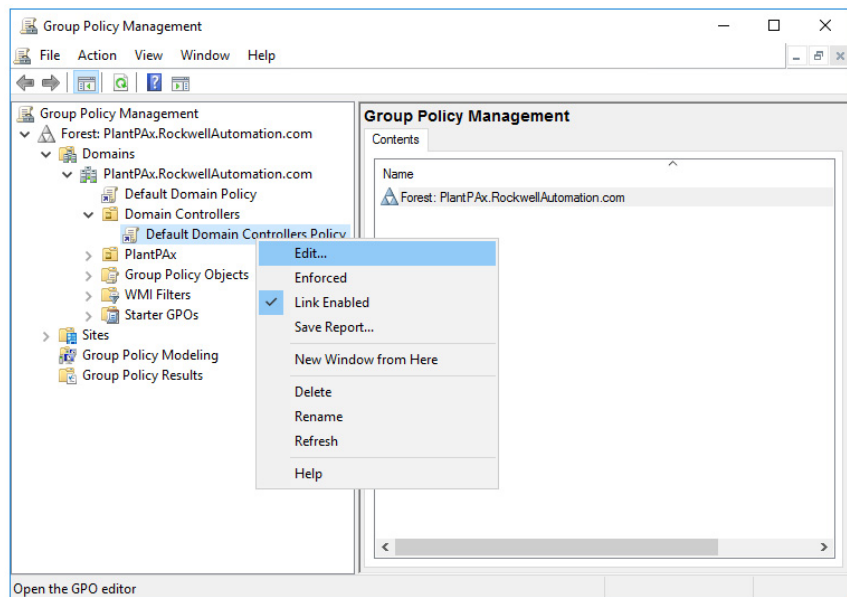 Group Policy Management
File Action View Window Help
Group Policy Management
Forest: PlantPAx.RockwellAutomation.com
Domains
PlantPAx.RockwellAutomation.com
Default Domain Policy
Domain Controllers
Default Domain Controllers Policy
PlantPAx
Group Policy Objects
WMI Filters
Starter GPOs
Sites
Group Policy Modeling
Group Policy Results
Edit...
Enforced
Link Enabled
Save Report...
New Window from Here
Delete
Rename
Refresh
Help
Group Policy Management
Contents
Name
Forest: PlantPAx.RockwellAutomation.com
Open the GPO editor